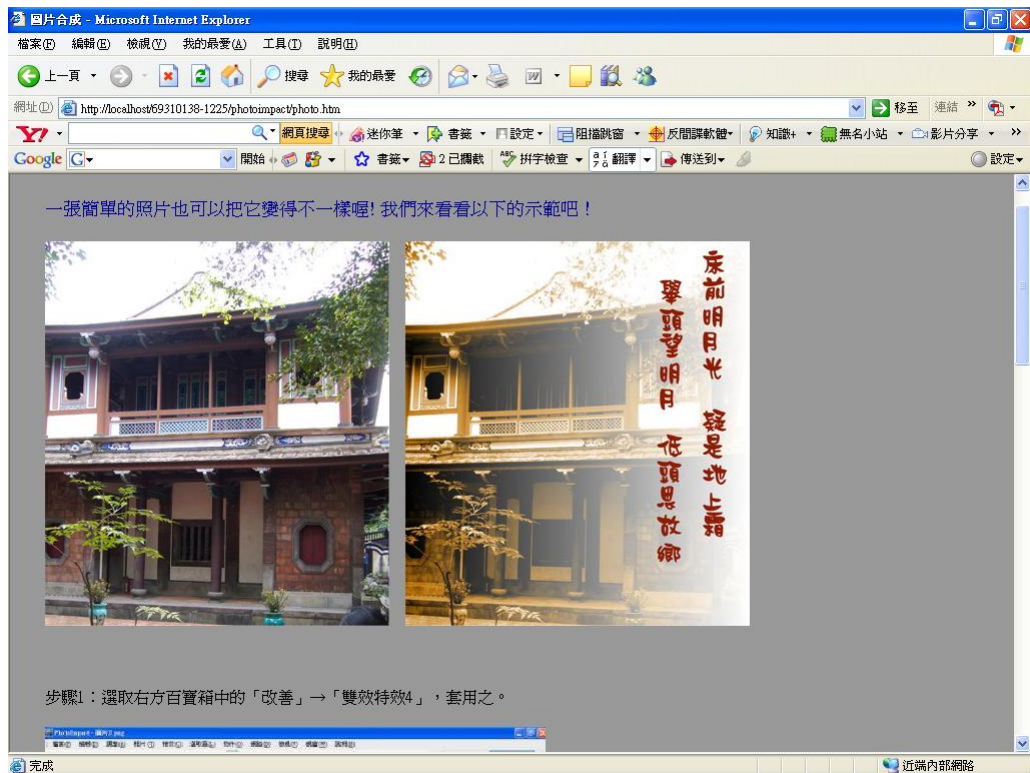 圖片合成 - Microsoft Internet Explorer
檔案(F) 編輯(E) 檢視(V) 我的最愛(A) 工具(T) 說明(H)
上一頁 搜尋 我的最愛
網址(D) http://localhost/69310138-1225/photoimpact/photo.htm 移至 連結 »
Y! 網頁搜尋 迷你筆 書籤 設定 阻擋跳窗 反間諜軟體 知識+ 無名小站 影片分享 »
Google G 開始 書籤 2 已攔截 拼字檢查 翻譯 傳送到 設定
一張簡單的照片也可以把它變得不一樣喔! 我們來看看以下的示範吧！
床前明月光 疑是地上霜
舉頭望明月 低頭思故鄉
步驟1：選取右方百寶箱中的「改善」→「雙效特效4」，套用之。
完成 近端內部網路